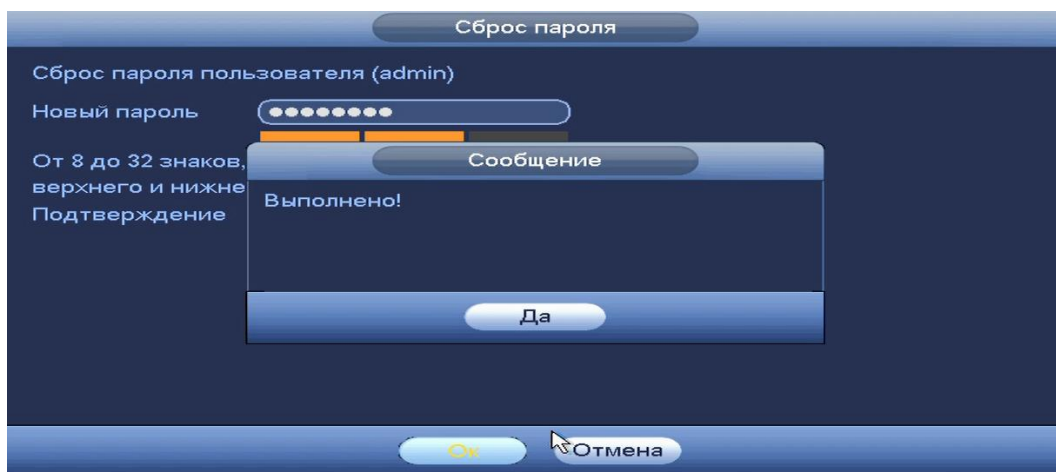 Сброс пароля
Сброс пароля пользователя (admin)
Новый пароль ●●●●●●●●
От 8 до 32 знаков,
верхнего и нижне
Подтверждение
Сообщение
Выполнено!
Да
Ок Отмена